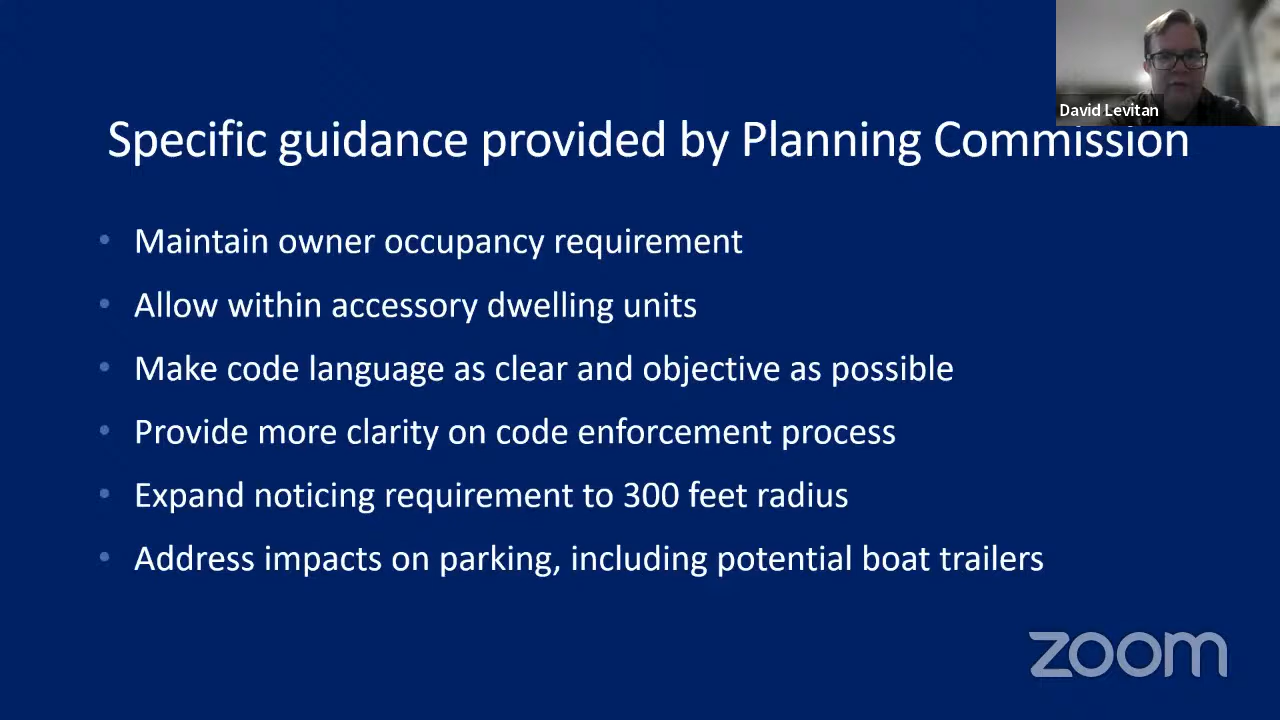 David Levitan
Specific guidance provided by Planning Commission
• Maintain owner occupancy requirement
• Allow within accessory dwelling units
• Make code language as clear and objective as possible
• Provide more clarity on code enforcement process
• Expand noticing requirement to 300 feet radius
• Address impacts on parking, including potential boat trailers
zoom